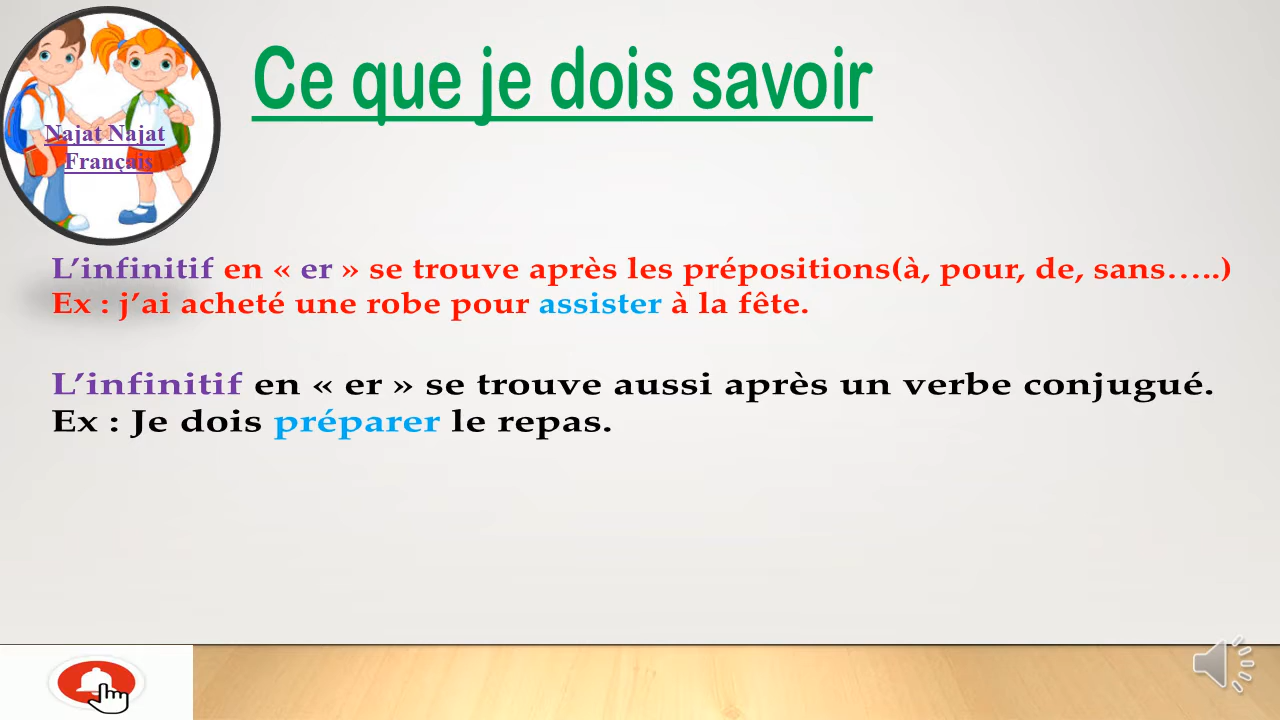 Ce que je dois savoir
Najat Najat
Français
L’infinitif en « er » se trouve après les prépositions(à, pour, de, sans…..)
Ex : j’ai acheté une robe pour assister à la fête.
L’infinitif en « er » se trouve aussi après un verbe conjugué.
Ex : Je dois préparer le repas.